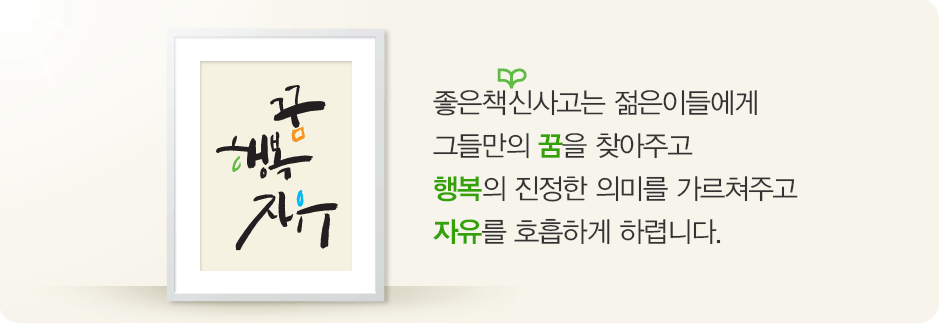 꿈
행복
자유
좋은책신사고는 젊은이들에게
그들만의 꿈을 찾아주고
행복의 진정한 의미를 가르쳐주고
자유를 호흡하게 하렵니다.